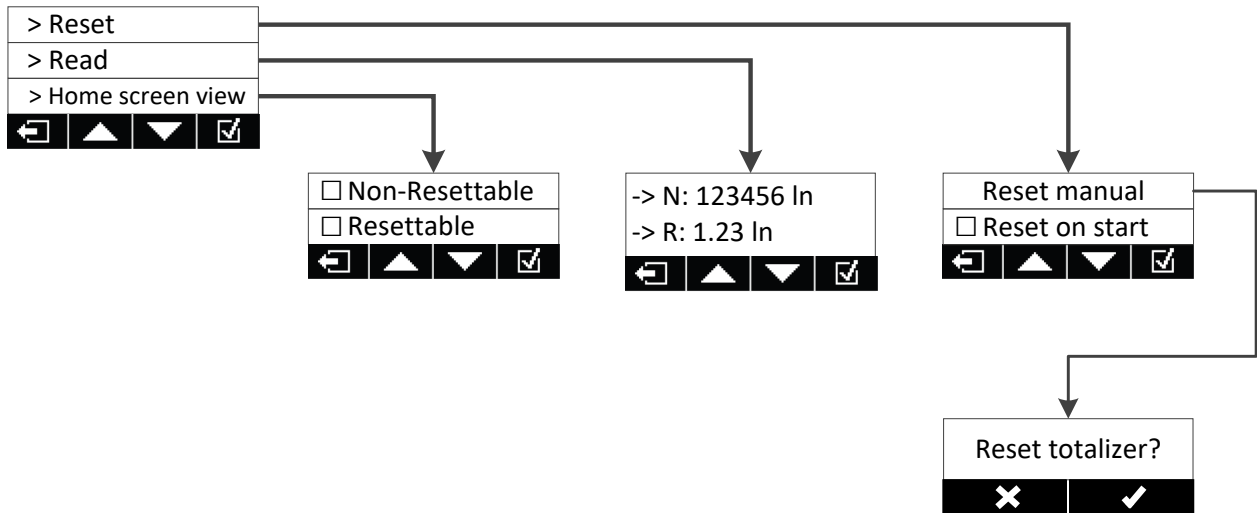 > Reset
> Read
> Home screen view
☐ Non-Resettable
☐ Resettable
-> N: 123456 ln
-> R: 1.23 ln
Reset manual
☐ Reset on start
Reset totalizer?